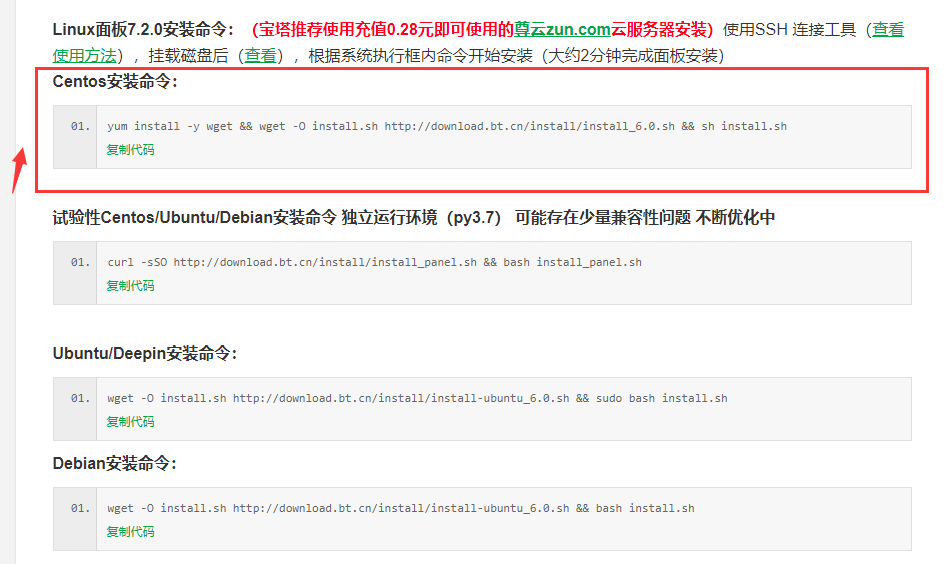 Linux面板7.2.0安装命令：（宝塔推荐使用充值0.28元即可使用的尊云zun.com云服务器安装）使用SSH 连接工具（查看
使用方法），挂载磁盘后（查看），根据系统执行框内命令开始安装（大约2分钟完成面板安装）
Centos安装命令：
01. yum install -y wget && wget -O install.sh http://download.bt.cn/install/install_6.0.sh && sh install.sh
复制代码
试验性Centos/Ubuntu/Debian安装命令 独立运行环境（py3.7） 可能存在少量兼容性问题 不断优化中
01. curl -sSO http://download.bt.cn/install/install_panel.sh && bash install_panel.sh
复制代码
Ubuntu/Deepin安装命令：
01. wget -O install.sh http://download.bt.cn/install/install-ubuntu_6.0.sh && sudo bash install.sh
复制代码
Debian安装命令：
01. wget -O install.sh http://download.bt.cn/install/install-ubuntu_6.0.sh && bash install.sh
复制代码